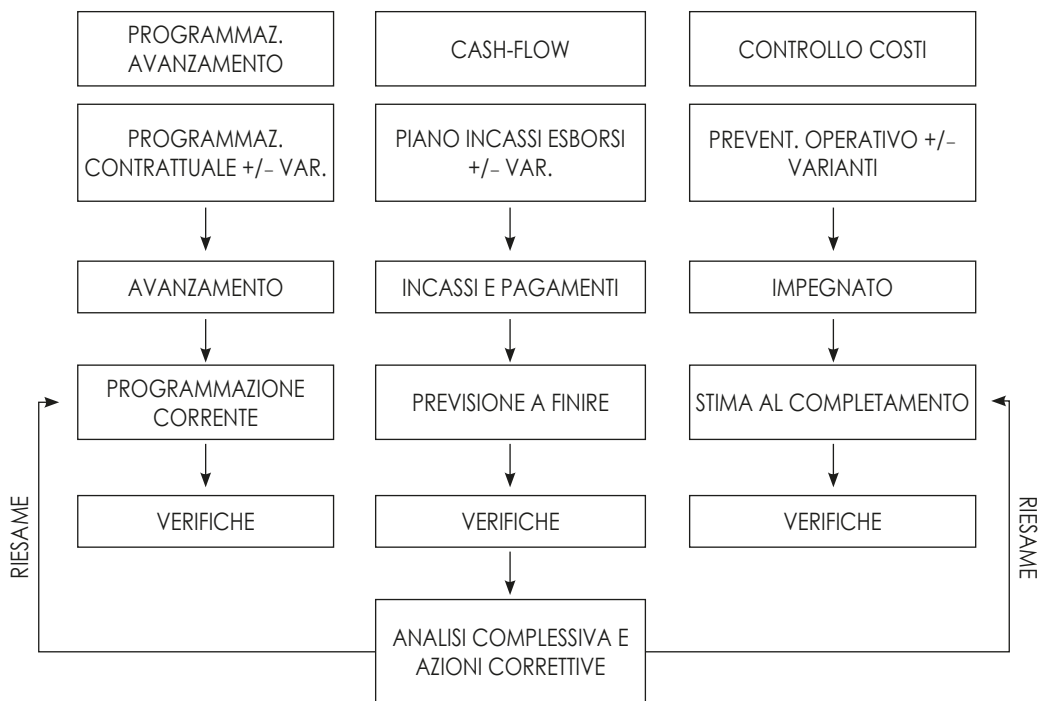 PROGRAMMAZ.
AVANZAMENTO
CASH-FLOW
CONTROLLO COSTI
PROGRAMMAZ.
CONTRATTUALE +/– VAR.
PIANO INCASSI ESBORSI
+/– VAR.
PREVENT. OPERATIVO +/–
VARIANTI
AVANZAMENTO
INCASSI E PAGAMENTI
IMPEGNATO
PROGRAMMAZIONE
CORRENTE
PREVISIONE A FINIRE
STIMA AL COMPLETAMENTO
VERIFICHE
VERIFICHE
VERIFICHE
RIESAME
RIESAME
ANALISI COMPLESSIVA E
AZIONI CORRETTIVE